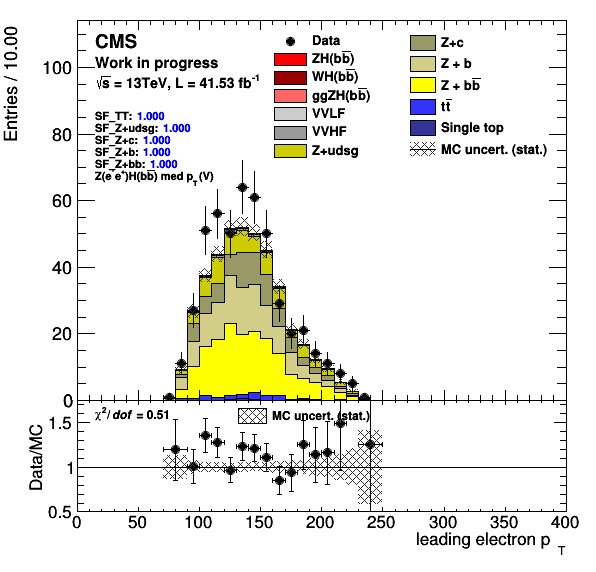 Entries / 10.00
CMS
Work in progress
√s = 13TeV, L = 41.53 fb⁻¹
SF_TT: 1.000
SF_Z+udsg: 1.000
SF_Z+c: 1.000
SF_Z+b: 1.000
SF_Z+bb: 1.000
Z(e⁻e⁺)H(bb̅) med p_T(V)
Data
ZH(bb̅)
WH(bb̅)
ggZH(bb̅)
VVLF
VVHF
Z+udsg
Z+c
Z + b
Z + bb̅
tt̅
Single top
MC uncert. (stat.)
100
80
60
40
20
0
χ²/dof = 0.51
MC uncert. (stat.)
Data/MC
1.5
1
0.5
0 50 100 150 200 250 300 350 400
leading electron p_T